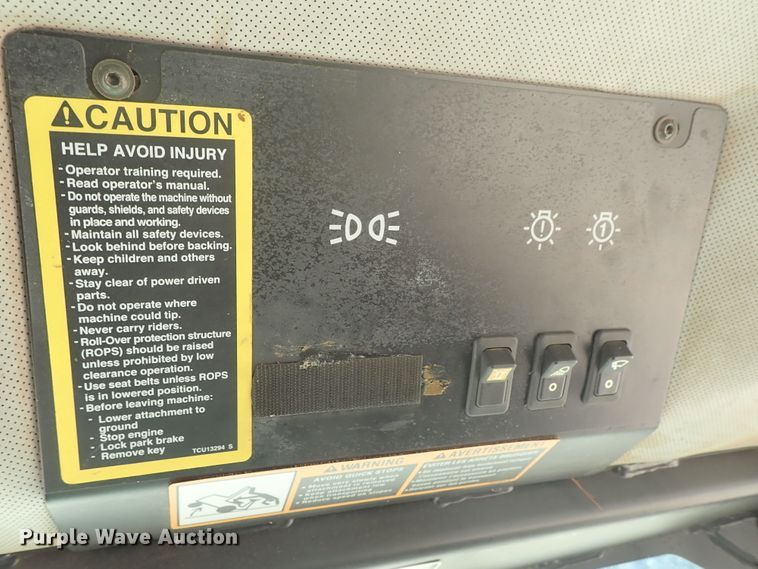 CAUTION
HELP AVOID INJURY
- Operator training required.
- Read operator's manual.
- Do not operate the machine without
guards, shields, and safety devices
in place and working.
- Maintain all safety devices.
- Look behind before backing.
- Keep children and others
away.
- Stay clear of power driven
parts.
- Do not operate where
machine could tip.
- Never carry riders.
- Roll-Over protection structure
(ROPS) should be raised
unless prohibited by low
clearance operation.
- Use seat belts unless ROPS
is in lowered position.
- Before leaving machine:
- Lower attachment to
ground
- Stop engine
- Lock park brake
- Remove key
TCU13294 S
1
WARNING
AVOID QUICK STOPS
AVERTISSEMENT
Purple Wave Auction